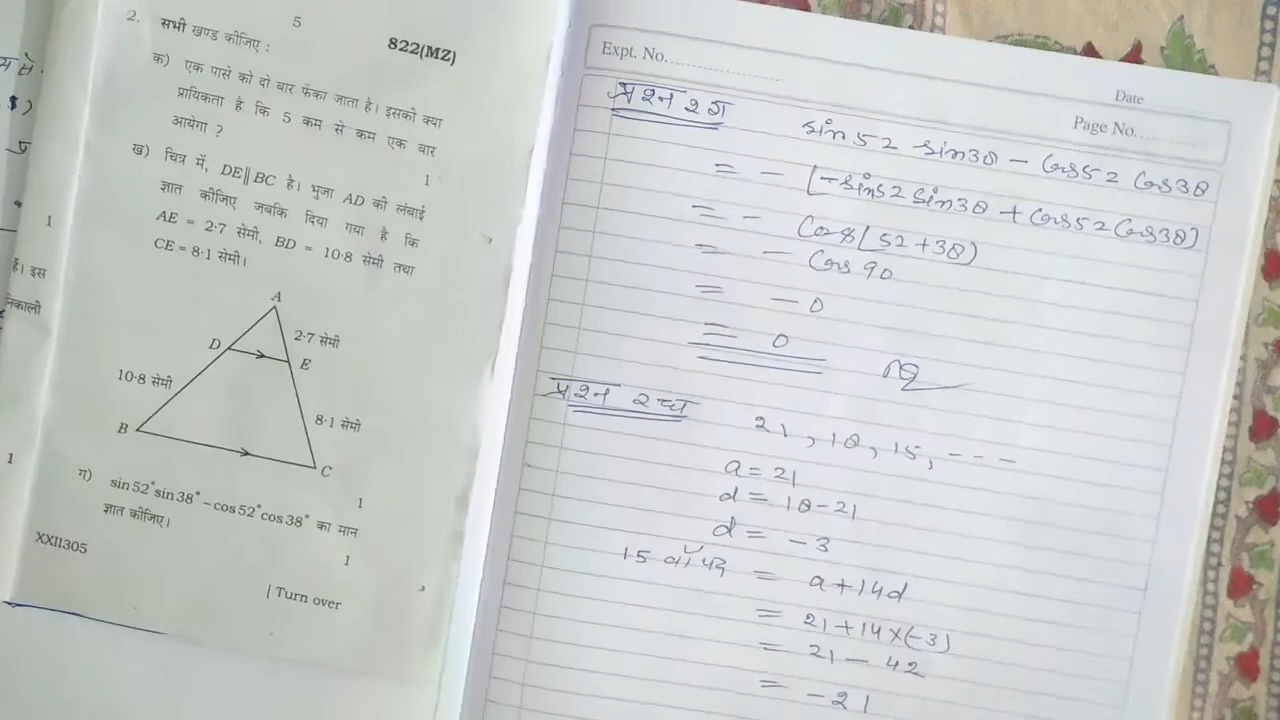 5
822(MZ)
2. सभी खण्ड कीजिए :
क) एक पासे को दो बार फेंका जाता है। इसकी क्या
प्रायिकता है कि 5 कम से कम एक बार
आयेगा ?
1
ख) चित्र में, DE||BC है। भुजा AD की लंबाई
ज्ञात कीजिए जबकि दिया गया है कि
AE = 2·7 सेमी, BD = 10·8 सेमी तथा
CE = 8·1 सेमी।
A
2·7 सेमी
D
E
10·8 सेमी
8·1 सेमी
B
C
1
ग) sin 52° sin 38° – cos 52° cos 38° का मान
ज्ञात कीजिए।
1
XXII305
| Turn over
1
है। इस
निकाली
1
Expt. No.
Date
Page No.
प्रश्न २ ग
sin 52 sin 38 – cos 52 cos 38
= – [–sin 52 sin 38 + cos 52 cos 38)
= – cos [52+38)
= – cos 90
= – 0
= 0
प्रश्न २ घ
21, 18, 15, - - -
a = 21
d = 18-21
d = -3
15 वाँ पद = a+14d
= 21+14×(-3)
= 21 – 42
= -21